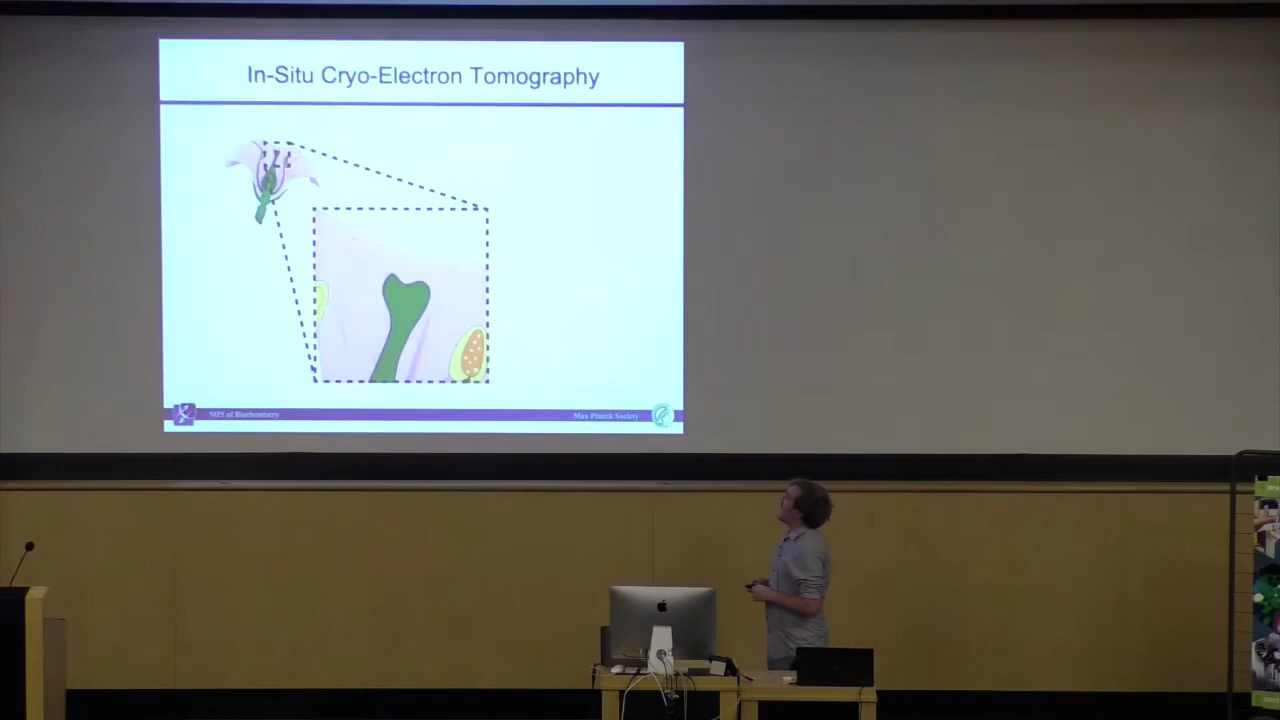 In-Situ Cryo-Electron Tomography
MPI of Biochemistry
Max Planck Society